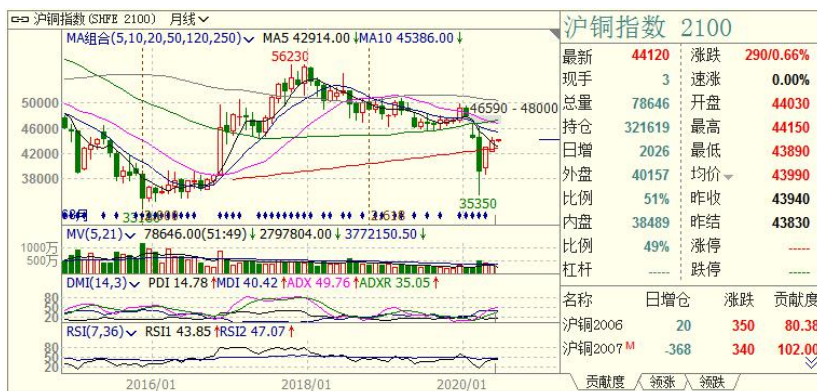 沪铜指数(SHFE 2100) 月线
MA组合(5,10,20,50,120,250) MA5 42914.00↓MA10 45386.00↓
56230
50000
46590 - 48000
46000
42000
38000
35350
2.618
MV(5,21) 78646.00(51:49)↓2797804.00↓3772150.50↓
1000万
500万
DMI(14,3) PDI 14.78↑MDI 40.42↑ADX 49.76↑ADXR 35.05↑
80
50
20
RSI(7,36) RSI1 43.85↑RSI2 47.07↑
80
50
20
2016/01 2018/01 2020/01
沪铜指数 2100
最新 44120 涨跌 290/0.66%
现手 3 速涨 0.00%
总量 78646 开盘 44030
持仓 321619 最高 44150
日增 2026 最低 43890
外盘 40157 均价 43990
比例 51% 昨收 43940
内盘 38489 昨结 43830
比例 49% 涨停 -----
杠杆 ----- 跌停 -----
名称 日增仓 涨跌 贡献度
沪铜2006 20 350 80.38
沪铜2007 M -368 340 102.00
贡献度 领涨 领跌